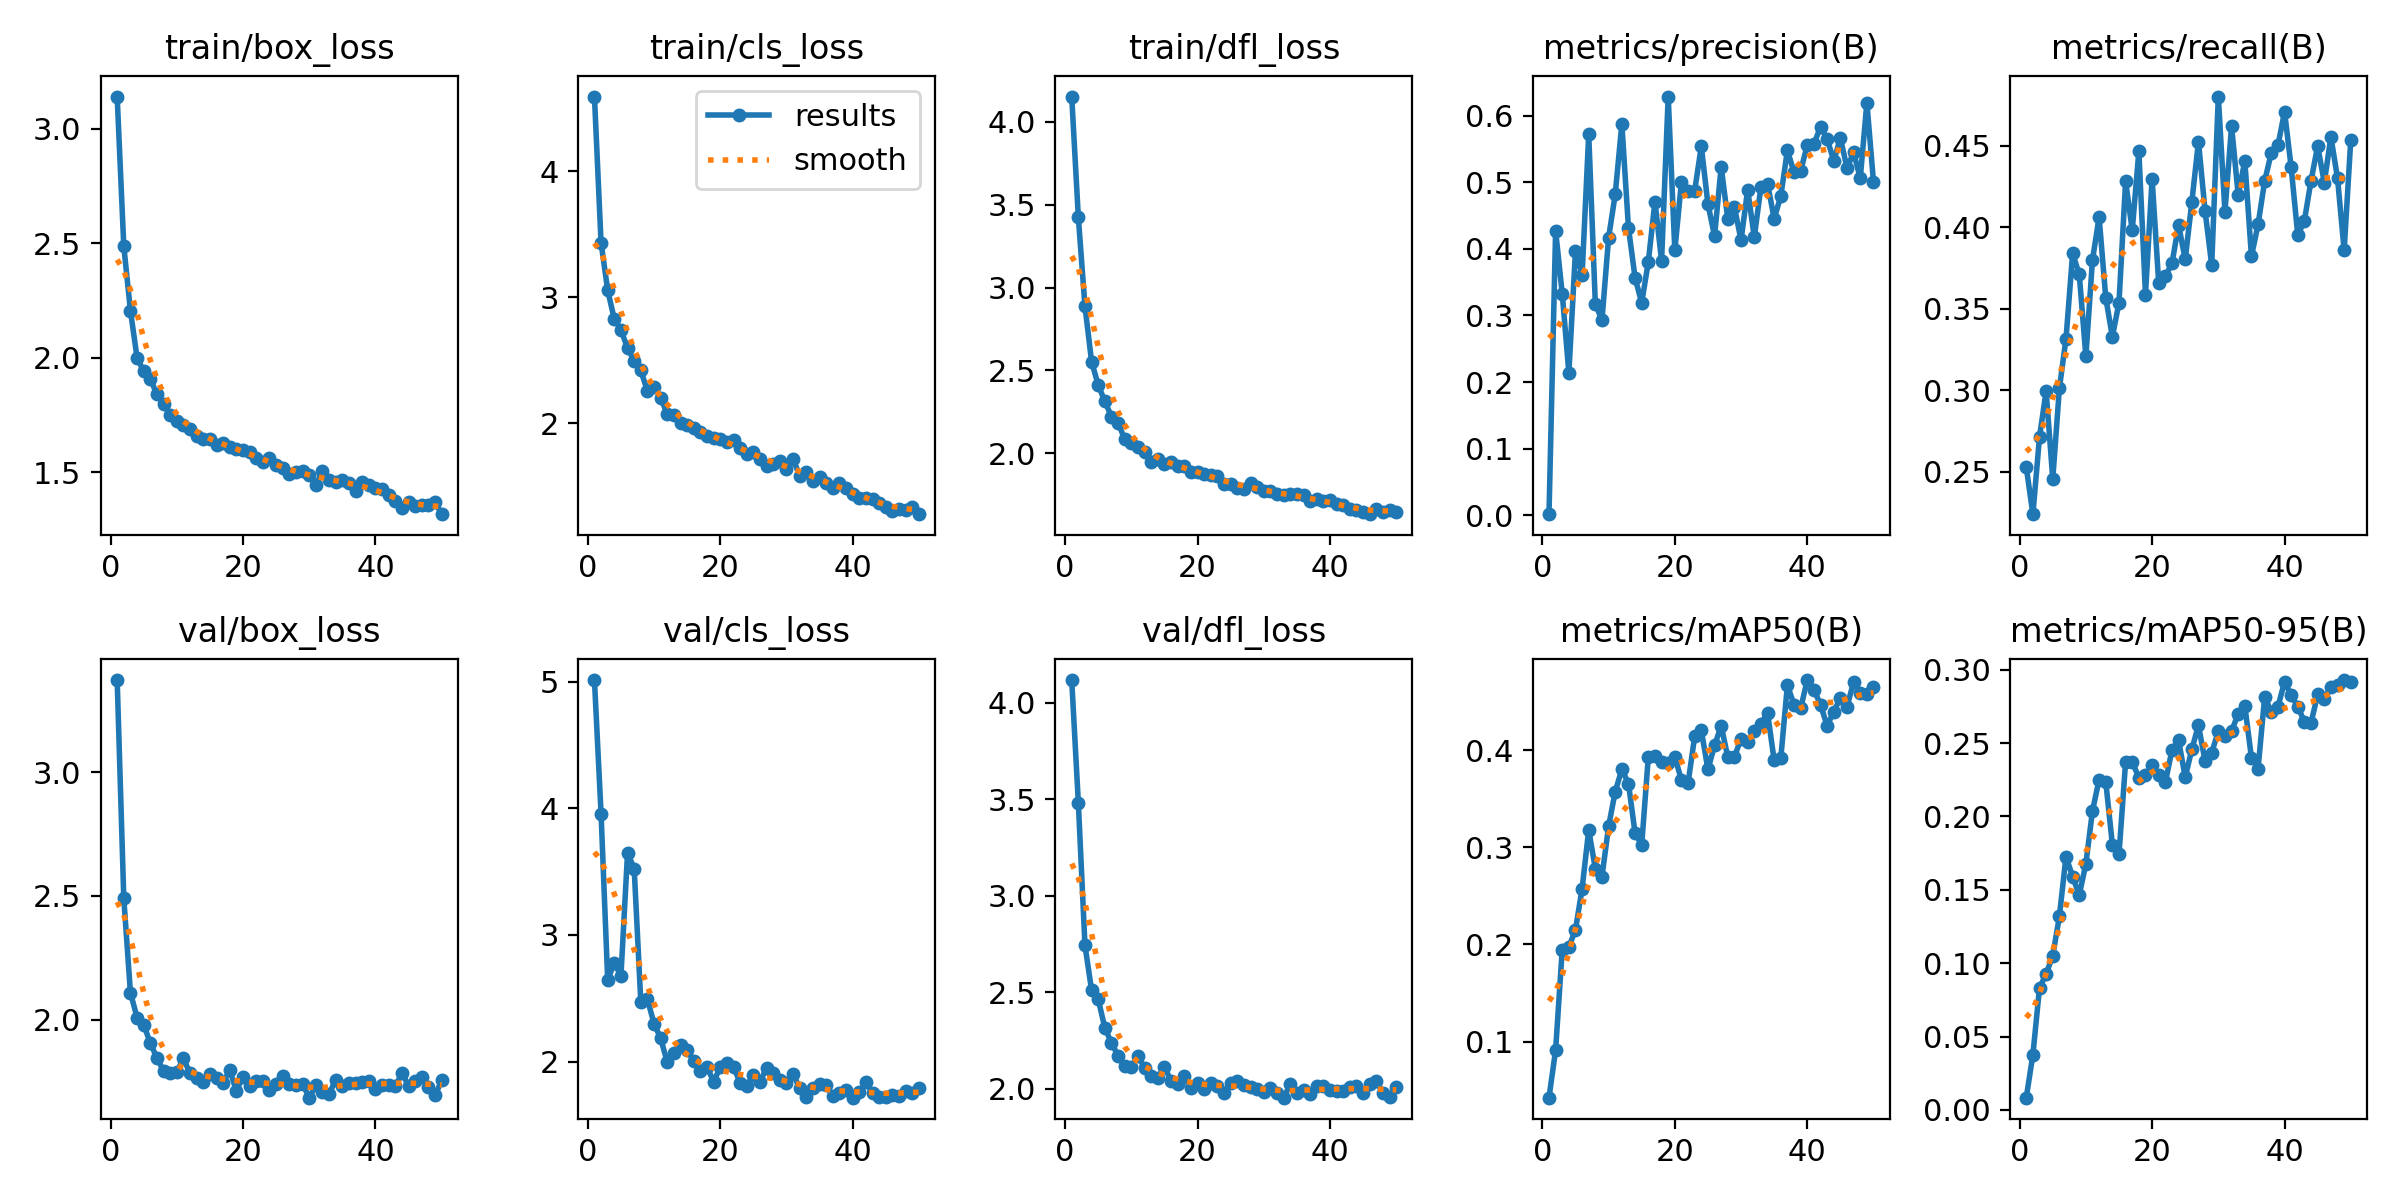 train/box_loss
3.0
2.5
2.0
1.5
0 20 40
train/cls_loss
results
smooth
4
3
2
0 20 40
train/dfl_loss
4.0
3.5
3.0
2.5
2.0
0 20 40
metrics/precision(B)
0.6
0.5
0.4
0.3
0.2
0.1
0.0
0 20 40
metrics/recall(B)
0.45
0.40
0.35
0.30
0.25
0 20 40
val/box_loss
3.0
2.5
2.0
0 20 40
val/cls_loss
5
4
3
2
0 20 40
val/dfl_loss
4.0
3.5
3.0
2.5
2.0
0 20 40
metrics/mAP50(B)
0.4
0.3
0.2
0.1
0 20 40
metrics/mAP50-95(B)
0.30
0.25
0.20
0.15
0.10
0.05
0.00
0 20 40